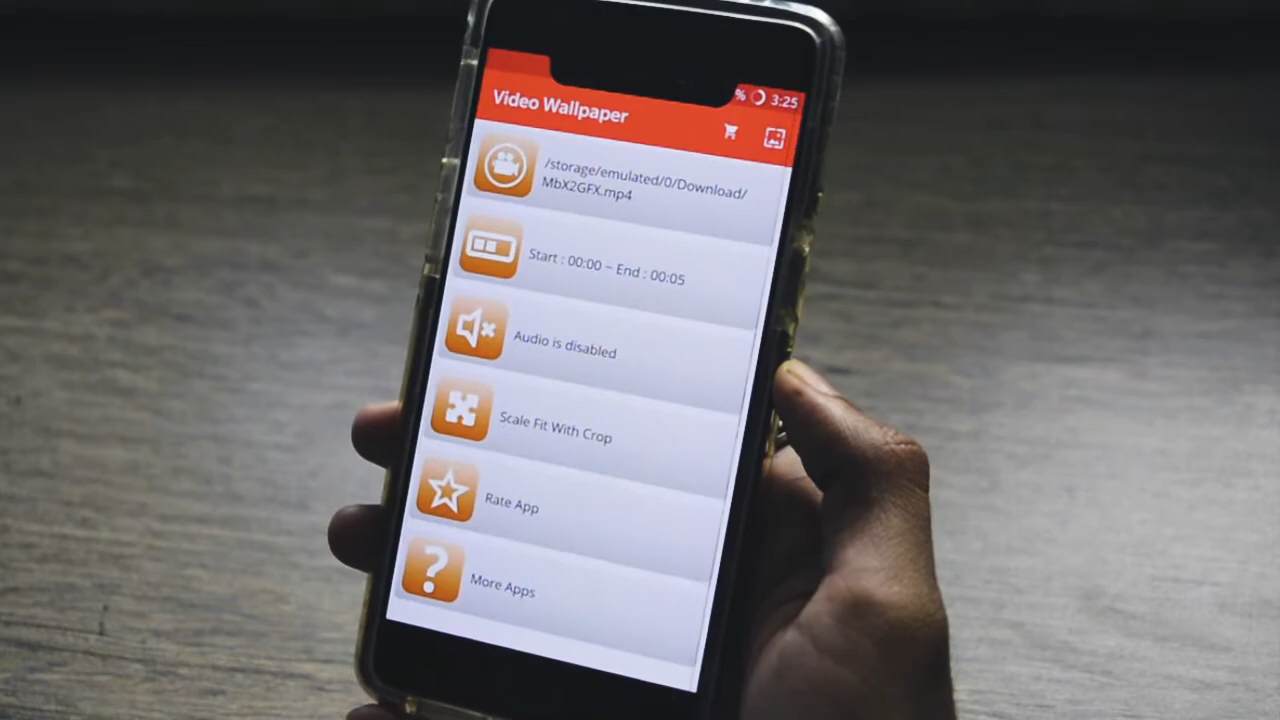 % 3:25
Video Wallpaper
/storage/emulated/0/Download/
MbX2GFX.mp4
Start : 00:00 ~ End : 00:05
Audio is disabled
Scale Fit With Crop
Rate App
?
More Apps